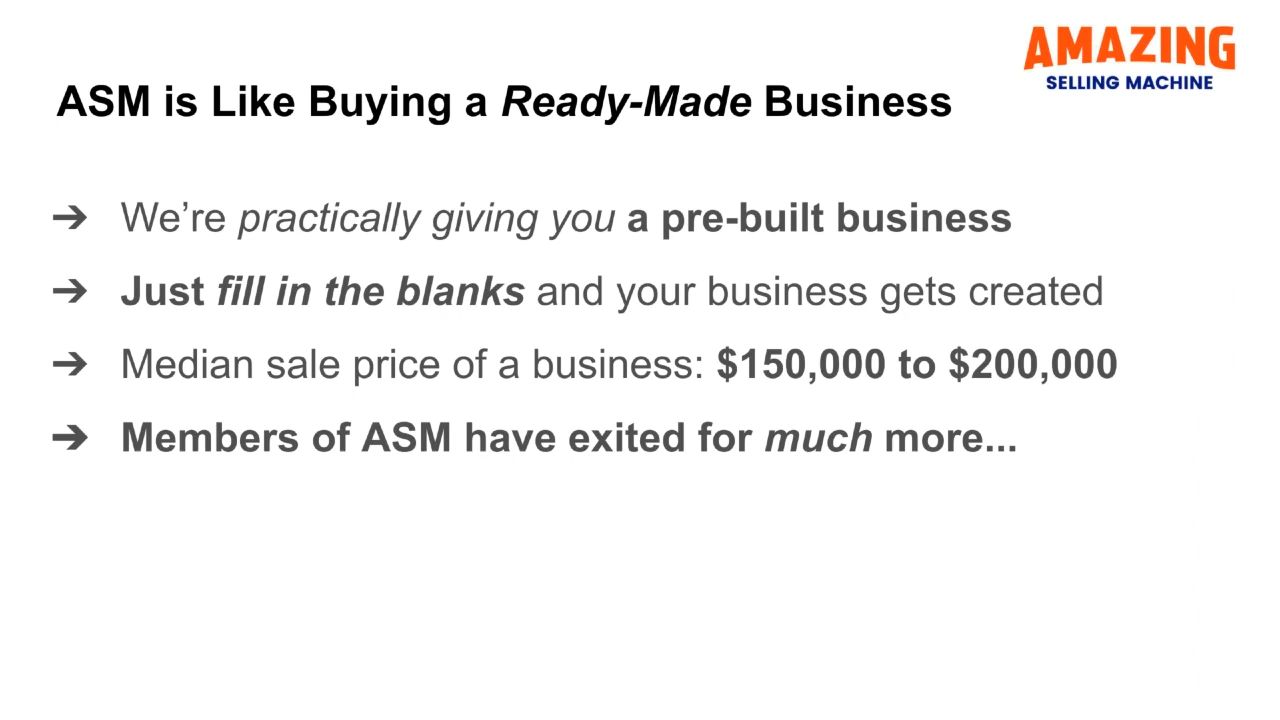 AMAZING
SELLING MACHINE
ASM is Like Buying a Ready-Made Business
➔ We’re practically giving you a pre-built business
➔ Just fill in the blanks and your business gets created
➔ Median sale price of a business: $150,000 to $200,000
➔ Members of ASM have exited for much more...